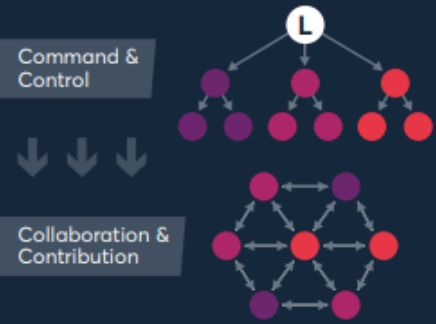 L
Command &
Control
Collaboration &
Contribution